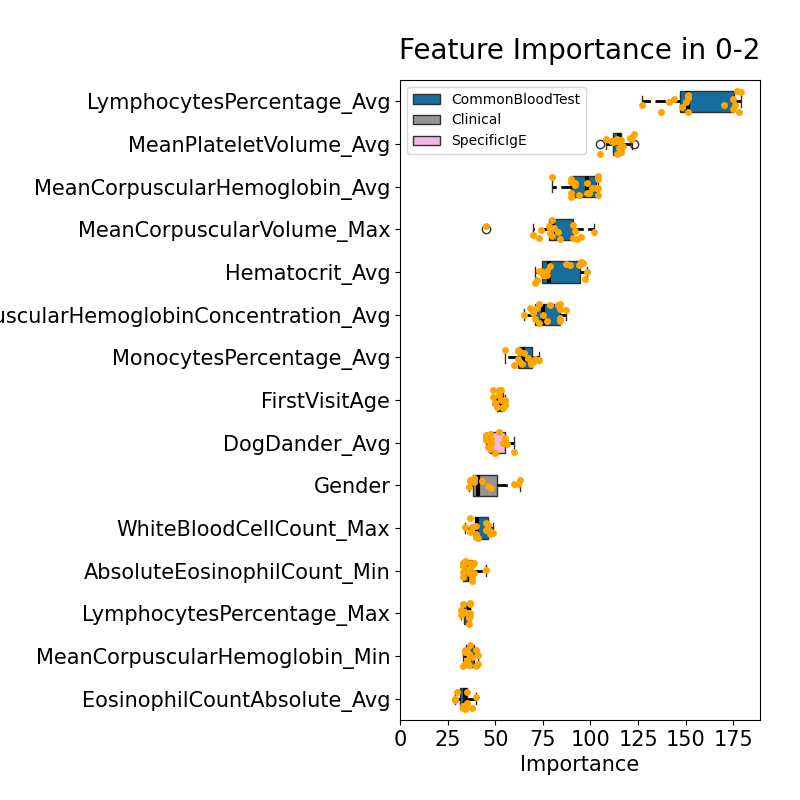 Feature Importance in 0-2
CommonBloodTest
Clinical
SpecificIgE
LymphocytesPercentage_Avg
MeanPlateletVolume_Avg
MeanCorpuscularHemoglobin_Avg
MeanCorpuscularVolume_Max
Hematocrit_Avg
uscularHemoglobinConcentration_Avg
MonocytesPercentage_Avg
FirstVisitAge
DogDander_Avg
Gender
WhiteBloodCellCount_Max
AbsoluteEosinophilCount_Min
LymphocytesPercentage_Max
MeanCorpuscularHemoglobin_Min
EosinophilCountAbsolute_Avg
0 25 50 75 100 125 150 175
Importance